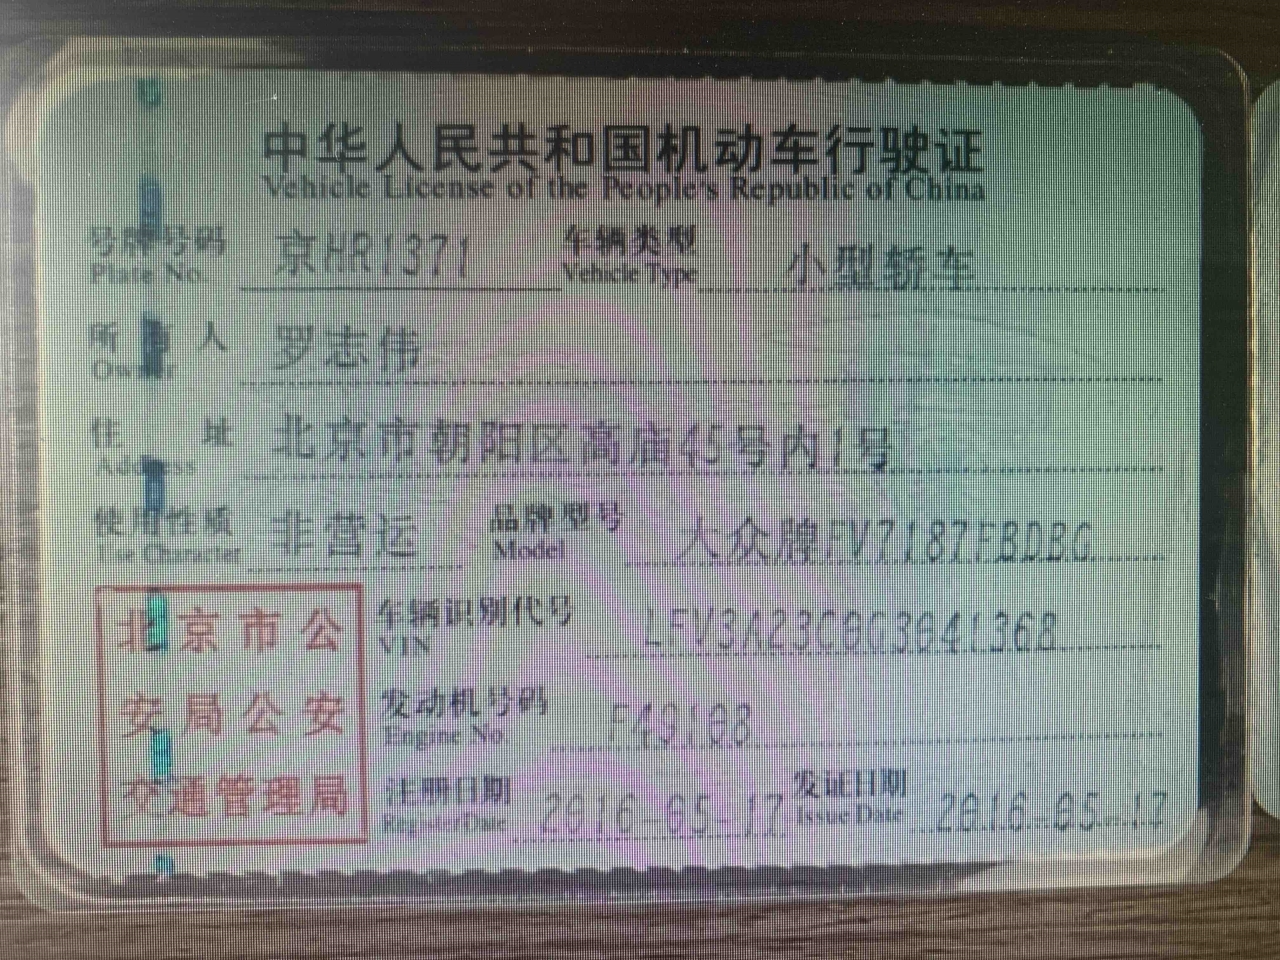 中华人民共和国机动车行驶证
Vehicle License of the People's Republic of China
号牌号码 京HR1371 车辆类型 小型轿车
Plate No. Vehicle Type
所 人 罗志伟
Owner
住 址 北京市朝阳区高庙45号内1号
Address
使用性质 非营运 品牌型号 大众牌FV7187FBDBG
Use Character Model
北京市公 车辆识别代号 LFV3A23C0G3041368
VIN
安局公安 发动机号码 F49108
Engine No.
交通管理局 注册日期 2016-05-17 发证日期 2016-05-17
Register Date Issue Date